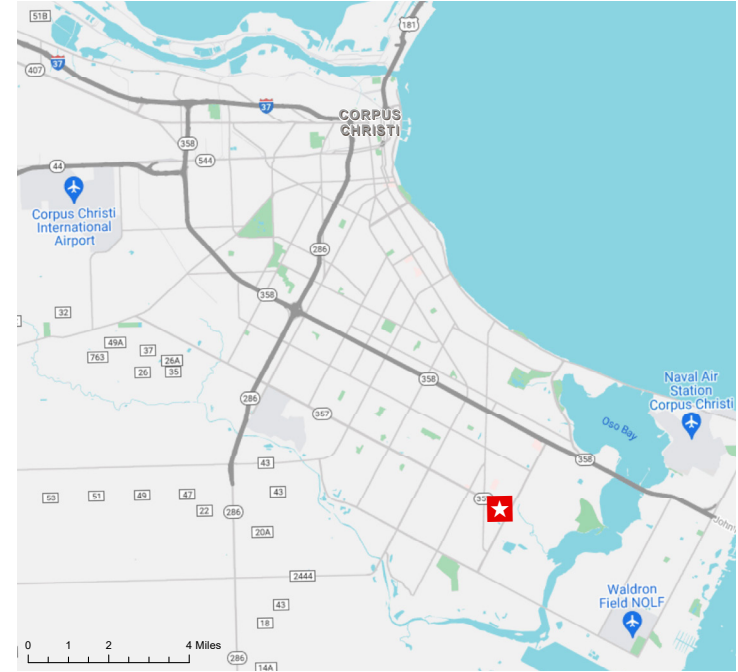 51B
181
37
407
37
CORPUS
CHRISTI
358
544
44
Corpus Christi
International
Airport
286
358
32
49A
37
763
26A
26
35
358
Naval Air
Station
Corpus Christi
286
357
Oso Bay
43
358
50
51
49
47
43
22
286
20A
2444
43
Waldron
Field NOLF
18
0 1 2 4 Miles
286
14A